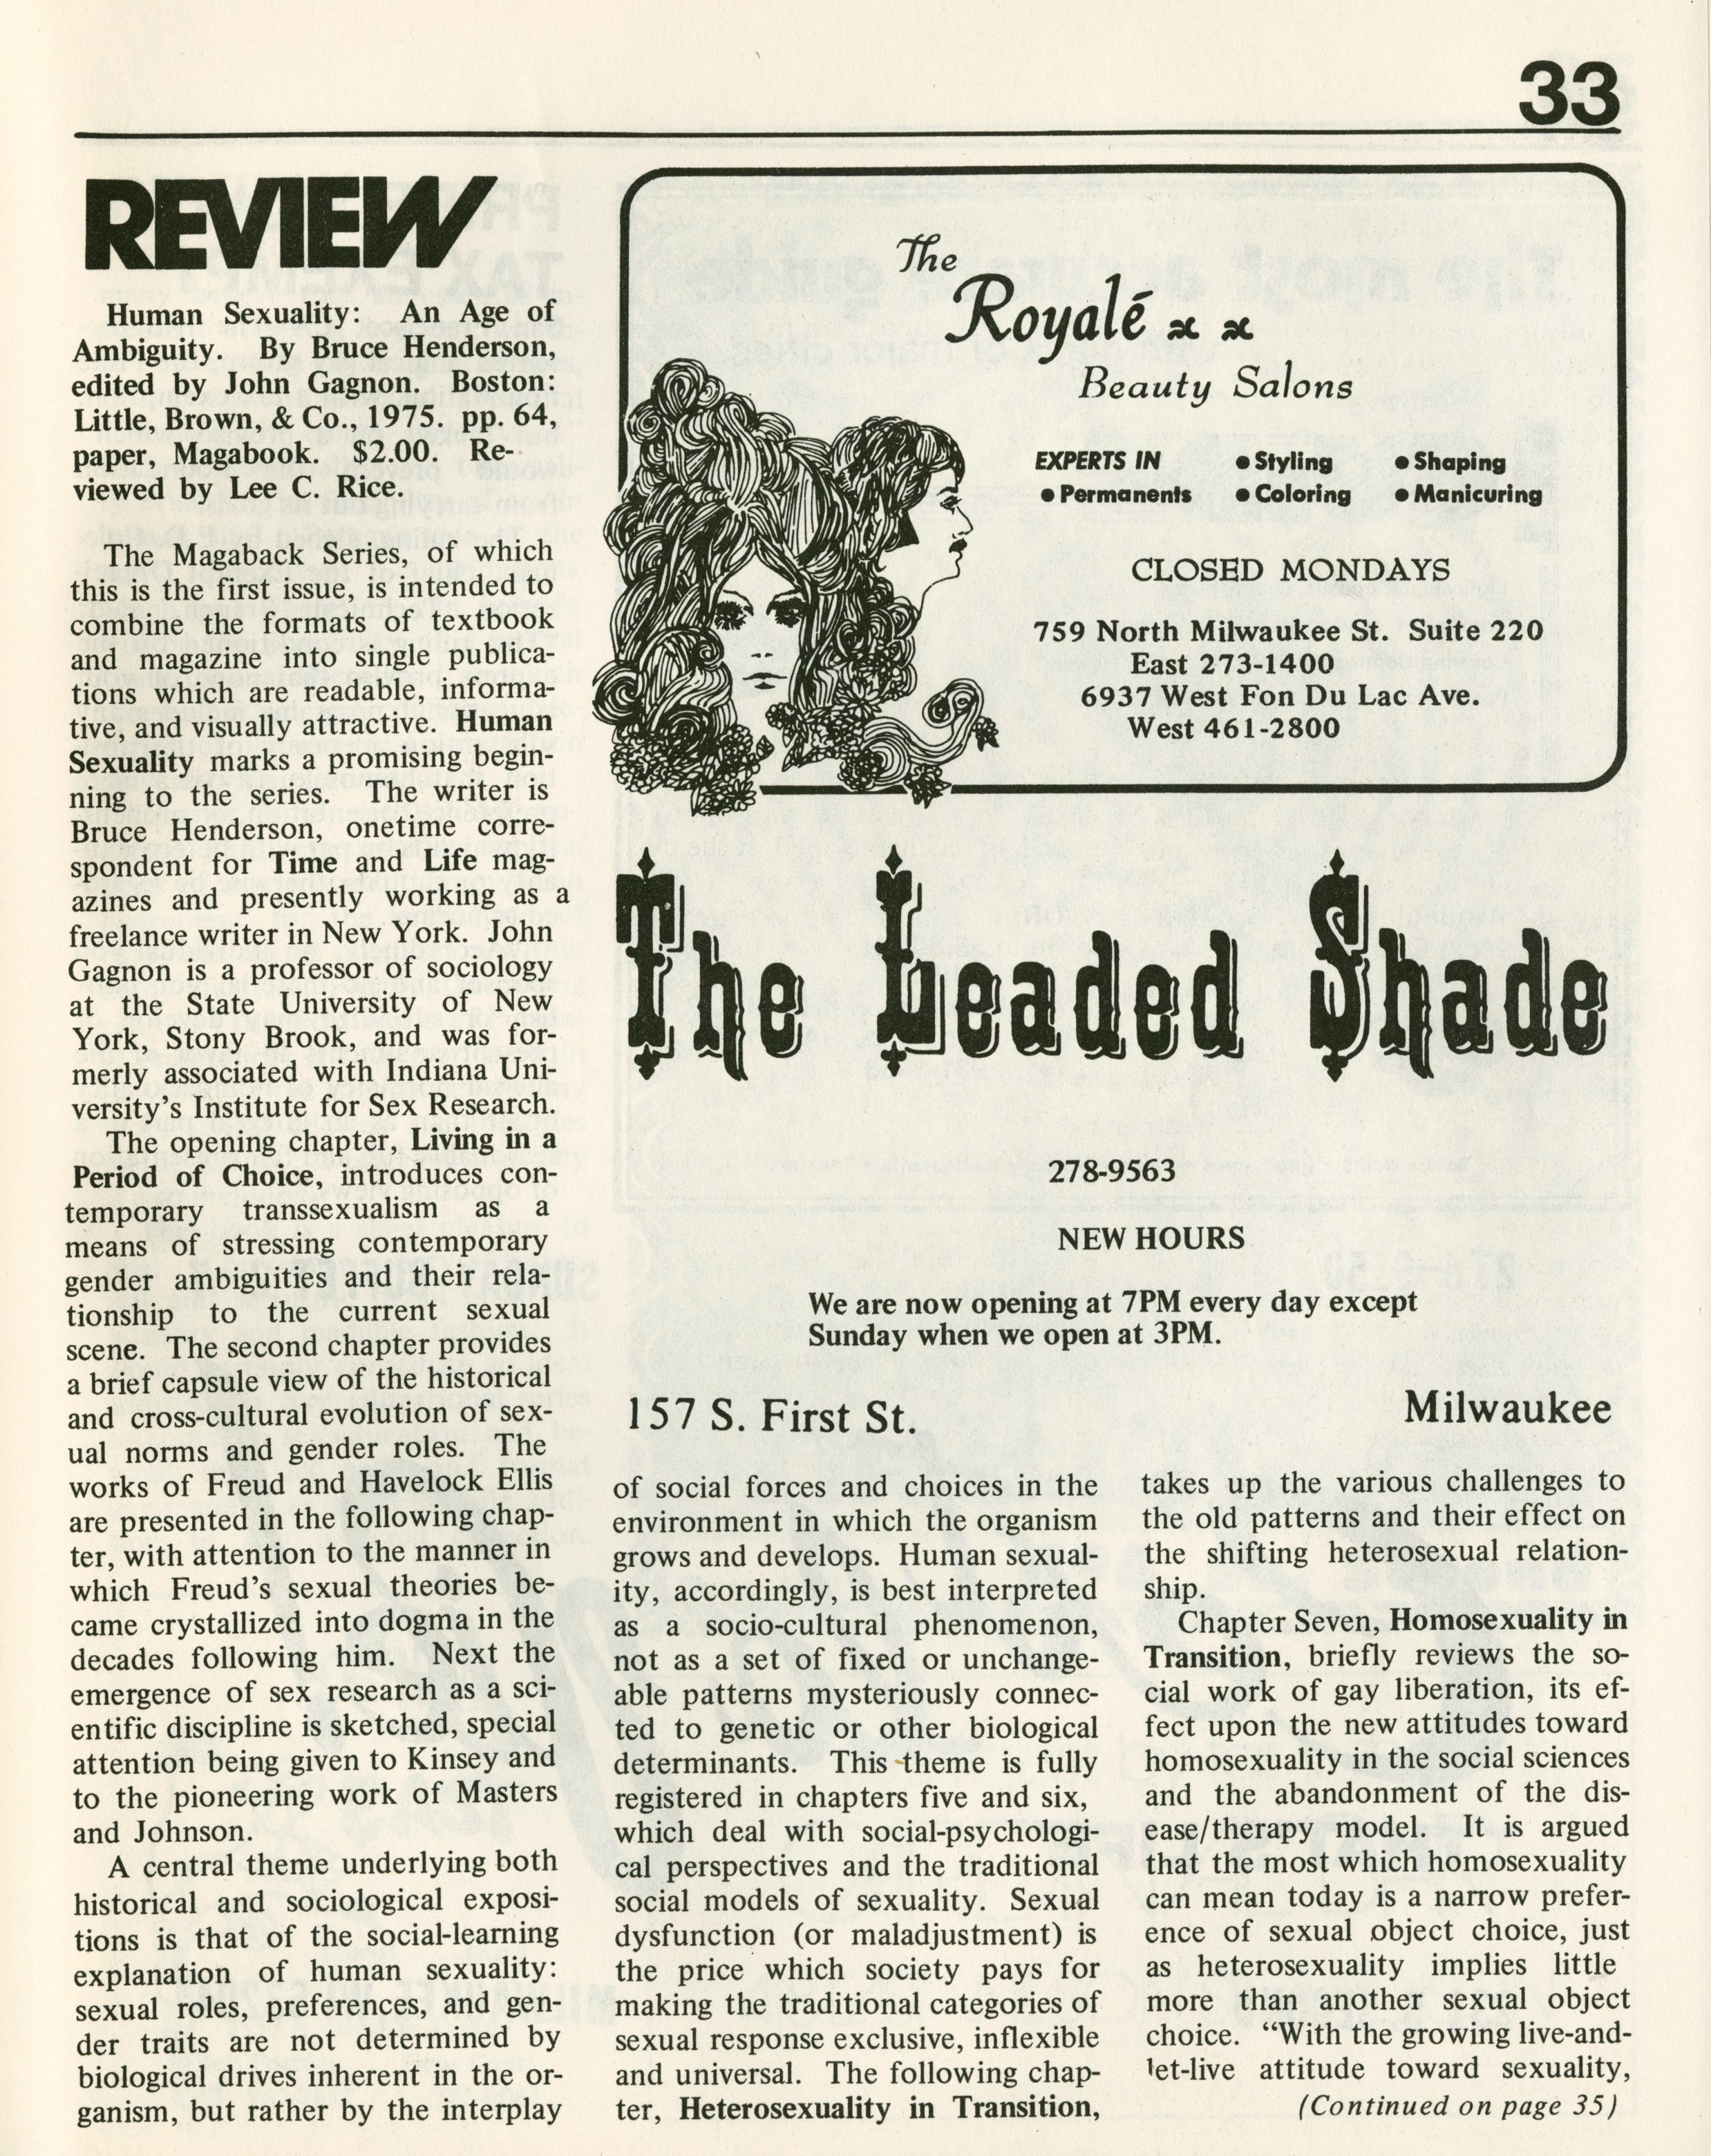 33
REVIEW
Human Sexuality: An Age of
Ambiguity. By Bruce Henderson,
edited by John Gagnon. Boston:
Little, Brown, & Co., 1975. pp. 64,
paper, Magabook. $2.00. Re-
viewed by Lee C. Rice.
The Magaback Series, of which
this is the first issue, is intended to
combine the formats of textbook
and magazine into single publica-
tions which are readable, informa-
tive, and visually attractive. Human
Sexuality marks a promising begin-
ning to the series. The writer is
Bruce Henderson, onetime corre-
spondent for Time and Life mag-
azines and presently working as a
freelance writer in New York. John
Gagnon is a professor of sociology
at the State University of New
York, Stony Brook, and was for-
merly associated with Indiana Uni-
versity's Institute for Sex Research.
The opening chapter, Living in a
Period of Choice, introduces con-
temporary transsexualism as a
means of stressing contemporary
gender ambiguities and their rela-
tionship to the current sexual
scene. The second chapter provides
a brief capsule view of the historical
and cross-cultural evolution of sex-
ual norms and gender roles. The
works of Freud and Havelock Ellis
are presented in the following chap-
ter, with attention to the manner in
which Freud's sexual theories be-
came crystallized into dogma in the
decades following him. Next the
emergence of sex research as a sci-
entific discipline is sketched, special
attention being given to Kinsey and
to the pioneering work of Masters
and Johnson.
A central theme underlying both
historical and sociological exposi-
tions is that of the social-learning
explanation of human sexuality:
sexual roles, preferences, and gen-
der traits are not determined by
biological drives inherent in the or-
ganism, but rather by the interplay
The
Royalé
Beauty Salons
EXPERTS IN • Styling • Shaping
• Permanents • Coloring • Manicuring
CLOSED MONDAYS
759 North Milwaukee St. Suite 220
East 273-1400
6937 West Fon Du Lac Ave.
West 461-2800
The Leaded Shade
278-9563
NEW HOURS
We are now opening at 7PM every day except
Sunday when we open at 3PM.
157 S. First St. Milwaukee
of social forces and choices in the
environment in which the organism
grows and develops. Human sexual-
ity, accordingly, is best interpreted
as a socio-cultural phenomenon,
not as a set of fixed or unchange-
able patterns mysteriously connec-
ted to genetic or other biological
determinants. This theme is fully
registered in chapters five and six,
which deal with social-psychologi-
cal perspectives and the traditional
social models of sexuality. Sexual
dysfunction (or maladjustment) is
the price which society pays for
making the traditional categories of
sexual response exclusive, inflexible
and universal. The following chap-
ter, Heterosexuality in Transition,
takes up the various challenges to
the old patterns and their effect on
the shifting heterosexual relation-
ship.
Chapter Seven, Homosexuality in
Transition, briefly reviews the so-
cial work of gay liberation, its ef-
fect upon the new attitudes toward
homosexuality in the social sciences
and the abandonment of the dis-
ease/therapy model. It is argued
that the most which homosexuality
can mean today is a narrow prefer-
ence of sexual object choice, just
as heterosexuality implies little
more than another sexual object
choice. "With the growing live-and-
let-live attitude toward sexuality,
(Continued on page 35)